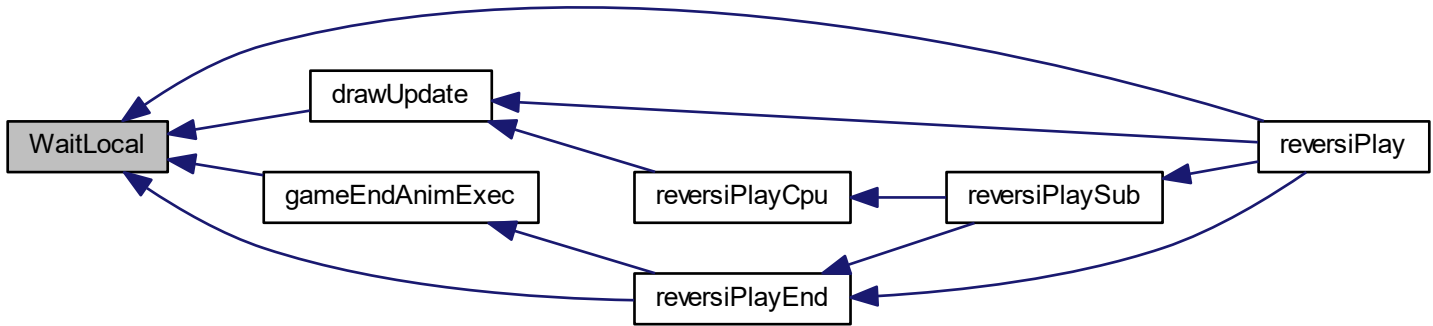 WaitLocal
drawUpdate
gameEndAnimExec
reversiPlayCpu
reversiPlayEnd
reversiPlaySub
reversiPlay